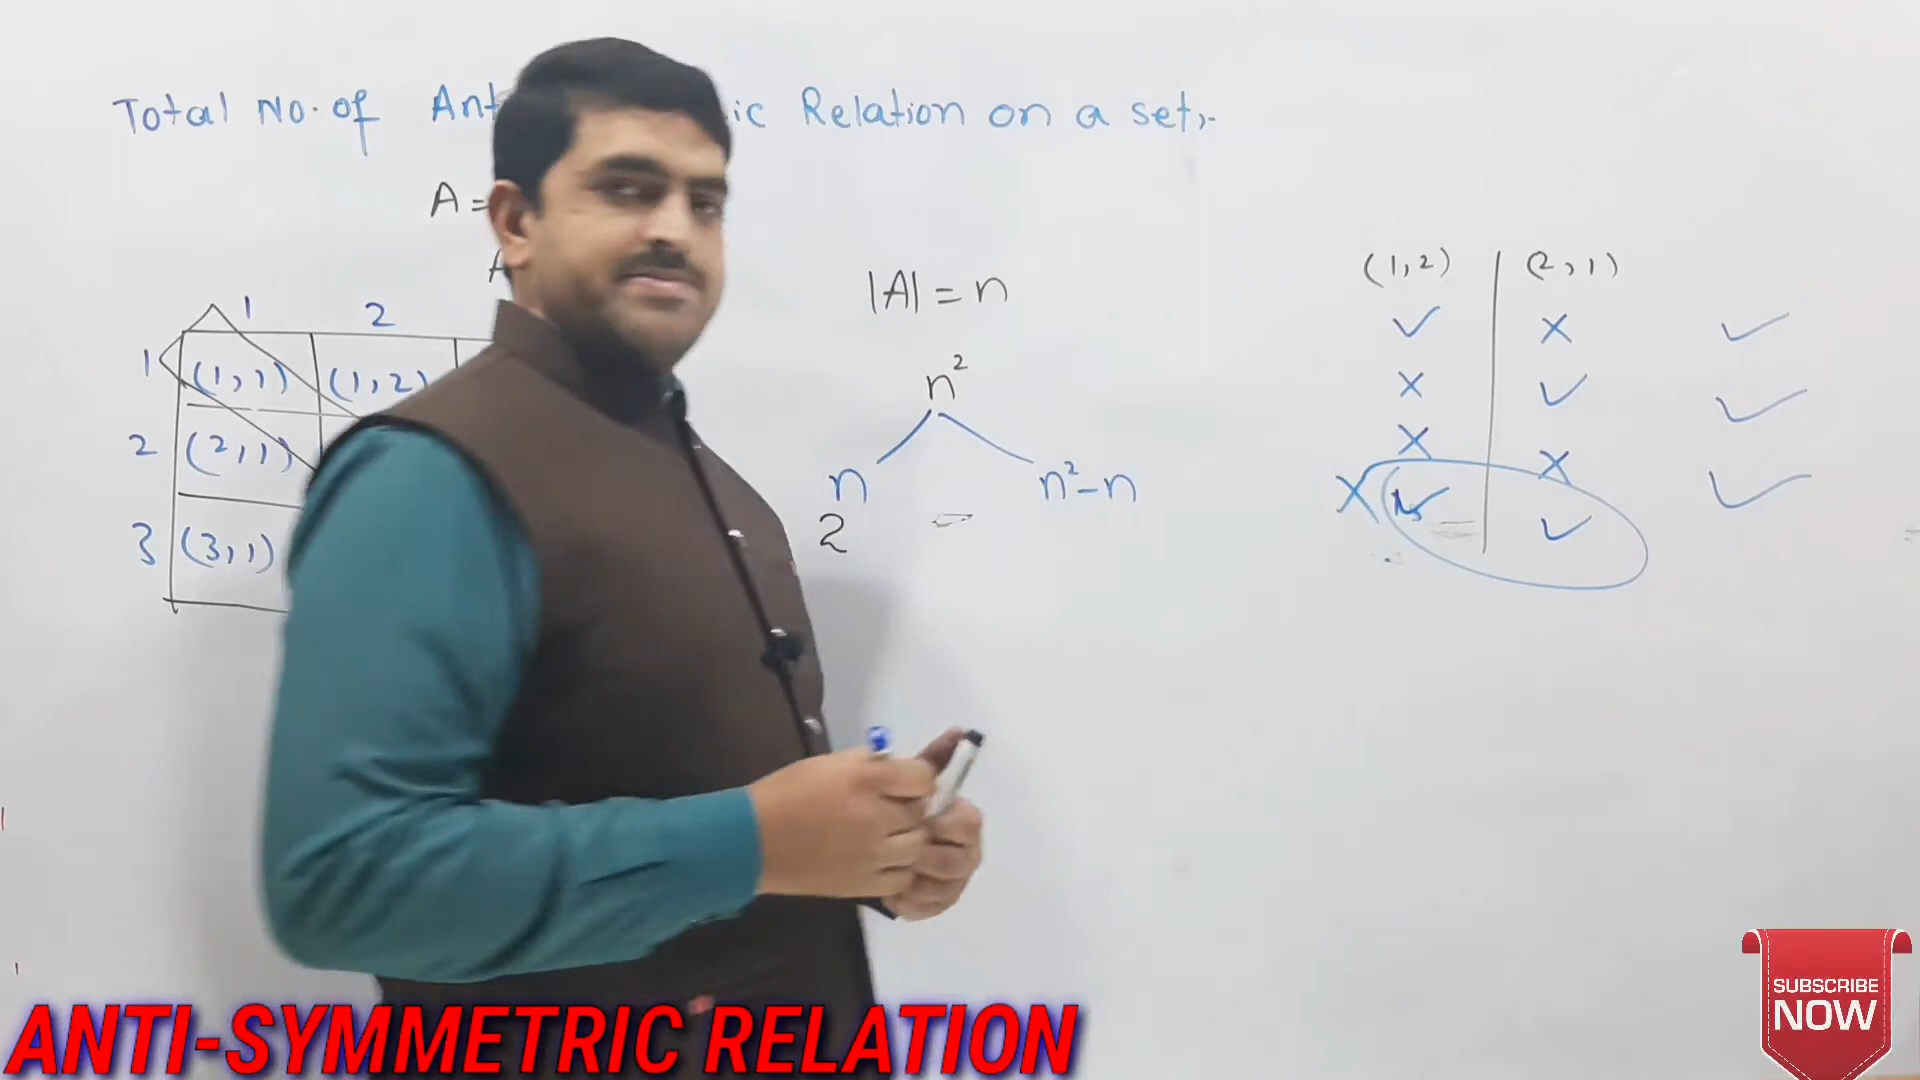 Total No. of Ant ic Relation on a set:-
A =
|A| = n
(1,2) (2,1)
1 2
✓ × ✓
1 (1,1) (1,2)
n²
× ✓ ✓
2 (2,1)
n n²-n
× ×
× ✓ ✓ ✓
2
3 (3,1)
ANTI-SYMMETRIC RELATION
SUBSCRIBE
NOW